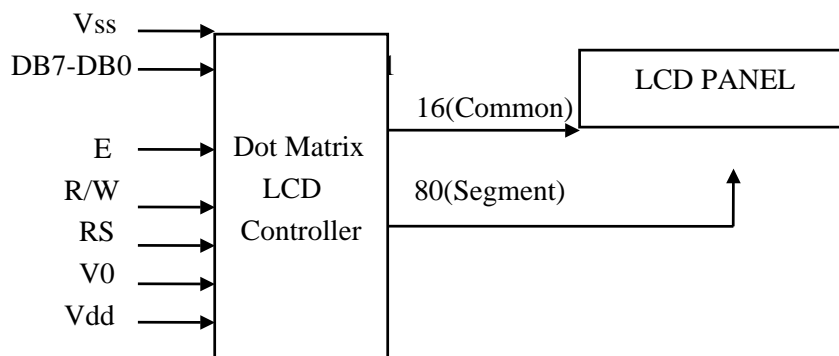 Vss
DB7-DB0
E
R/W
RS
V0
Vdd
Dot Matrix
LCD
Controller
16(Common)
80(Segment)
LCD PANEL